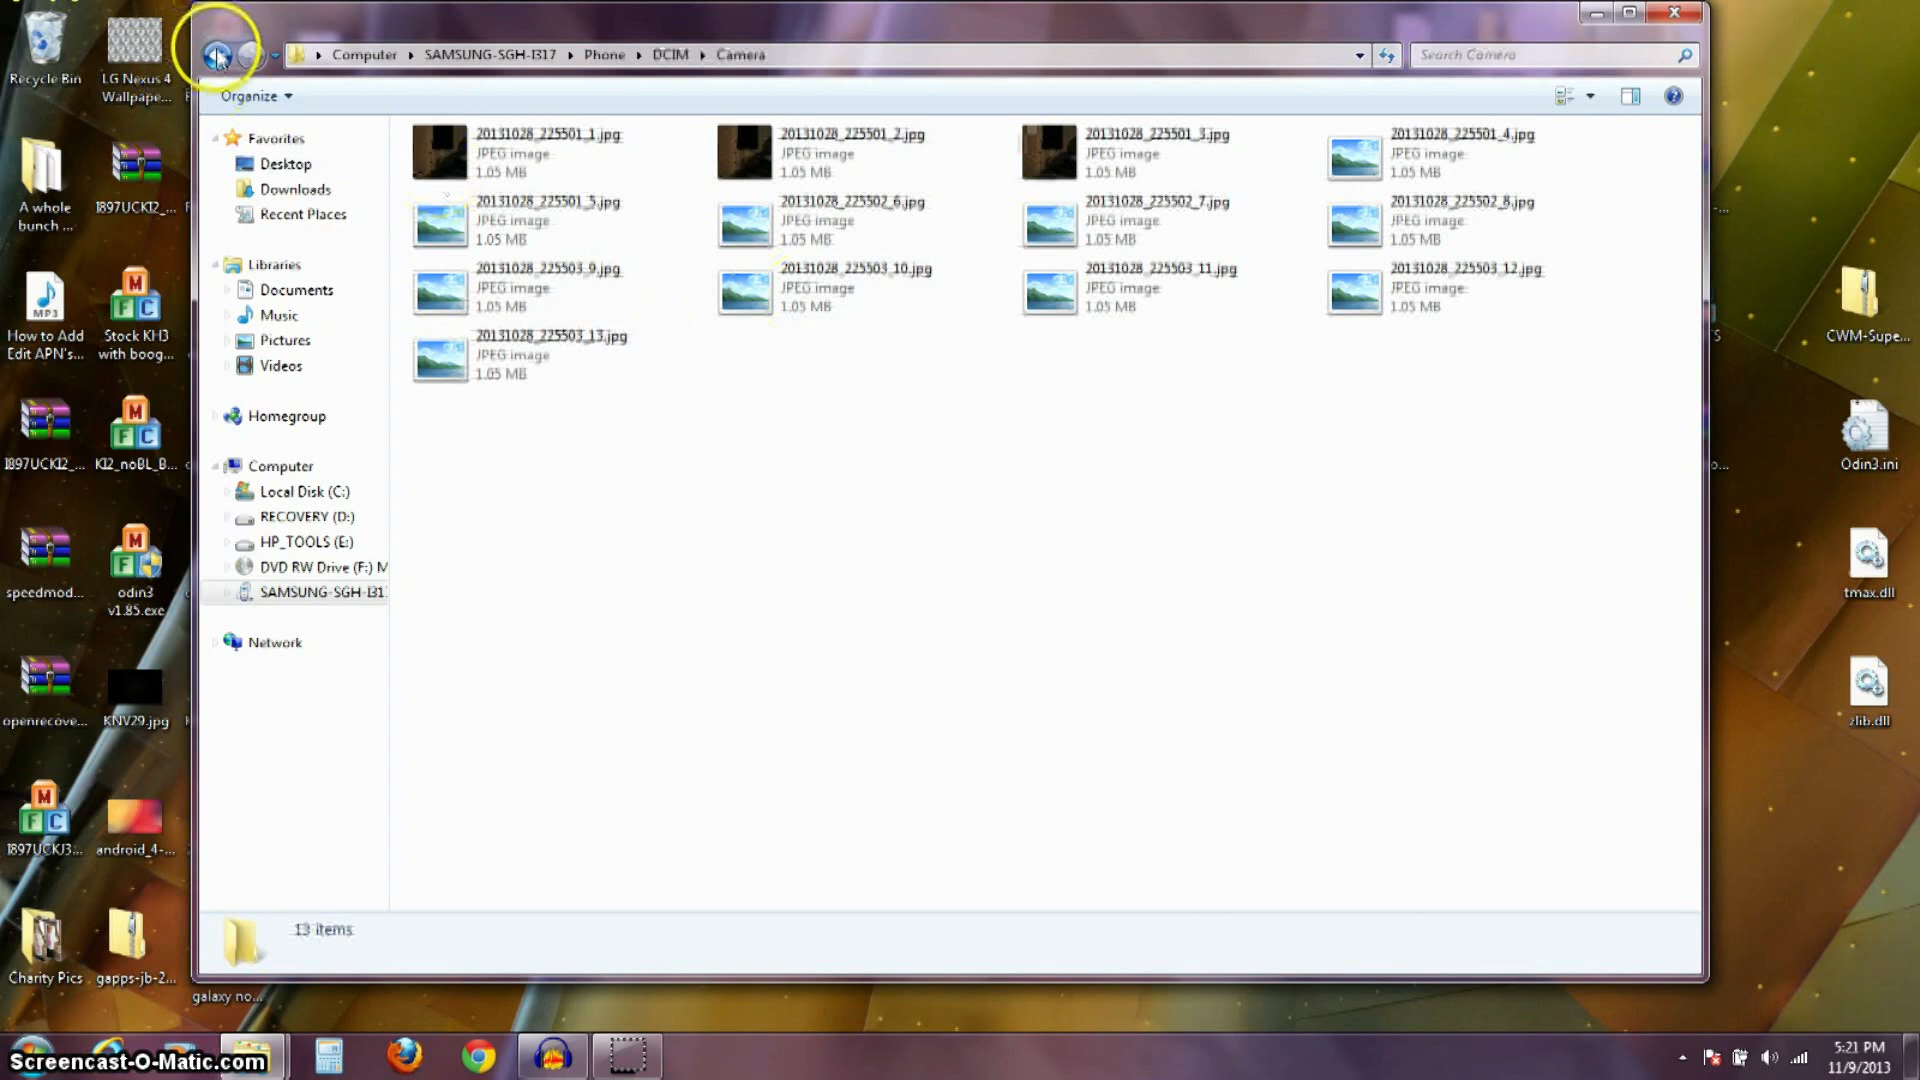 Recycle Bin
LG Nexus 4
Wallpape...
A whole
bunch ...
I897UCKI2_...
How to Add
Edit APN's...
Stock KH3
with boog...
I897UCKI2_...
KI2_noBL_B...
speedmod...
odin3
v1.85.exe
openrecove...
KNV29.jpg
I897UCKJ3...
android_4-...
Charity Pics
gapps-jb-2...
galaxy no...
Computer
SAMSUNG-SGH-I317
Phone
DCIM
Camera
Search Camera
Organize
Favorites
Desktop
Downloads
Recent Places
Libraries
Documents
Music
Pictures
Videos
Homegroup
Computer
Local Disk (C:)
RECOVERY (D:)
HP_TOOLS (E:)
DVD RW Drive (F:) M
SAMSUNG-SGH-I317
Network
20131028_225501_1.jpg
JPEG image
1.05 MB
20131028_225501_2.jpg
JPEG image
1.05 MB
20131028_225501_3.jpg
JPEG image
1.05 MB
20131028_225501_4.jpg
JPEG image
1.05 MB
20131028_225501_5.jpg
JPEG image
1.05 MB
20131028_225502_6.jpg
JPEG image
1.05 MB
20131028_225502_7.jpg
JPEG image
1.05 MB
20131028_225502_8.jpg
JPEG image
1.05 MB
20131028_225503_9.jpg
JPEG image
1.05 MB
20131028_225503_10.jpg
JPEG image
1.05 MB
20131028_225503_11.jpg
JPEG image
1.05 MB
20131028_225503_12.jpg
JPEG image
1.05 MB
20131028_225503_13.jpg
JPEG image
1.05 MB
13 items
CWM-Supe...
Odin3.ini
tmax.dll
zlib.dll
Screencast-O-Matic.com
5:21 PM
11/9/2013